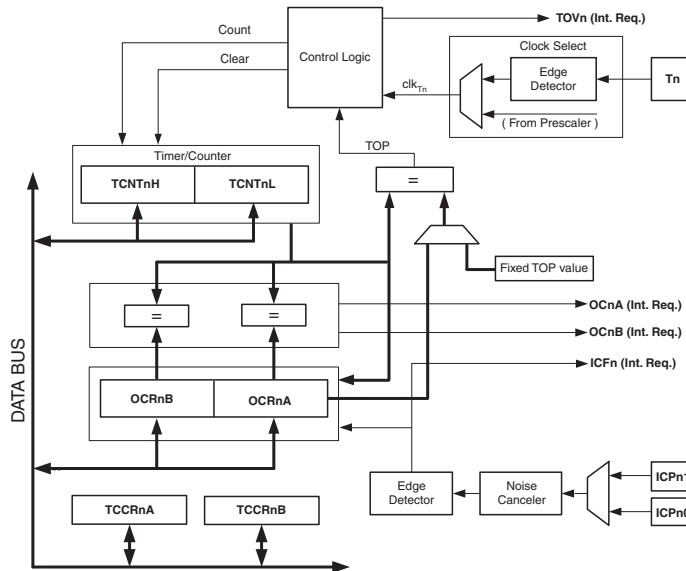 TOVn (Int. Req.)
Count
Clear
Control Logic
Clock Select
Edge
Detector
Tn
clkTn
( From Prescaler )
TOP
Timer/Counter
TCNTnH
TCNTnL
=
Fixed TOP value
=
=
OCnA (Int. Req.)
OCnB (Int. Req.)
ICFn (Int. Req.)
OCRnB
OCRnA
DATA BUS
Edge
Detector
Noise
Canceler
ICPn1
ICPn0
TCCRnA
TCCRnB